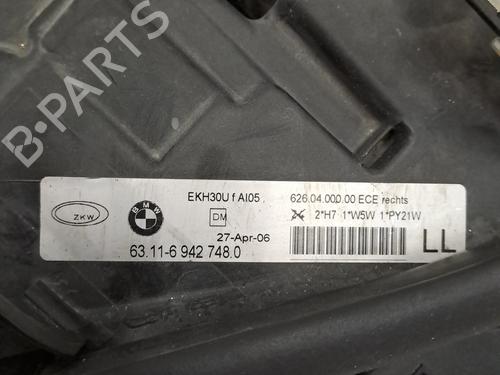 B-PARTS
ZKW
BMW
EKH30U f AI05
DM
27-Apr-06
63.11-6 942 748.0
626.04.000.00 ECE rechts
2*H7 1*W5W 1*PY21W
LL